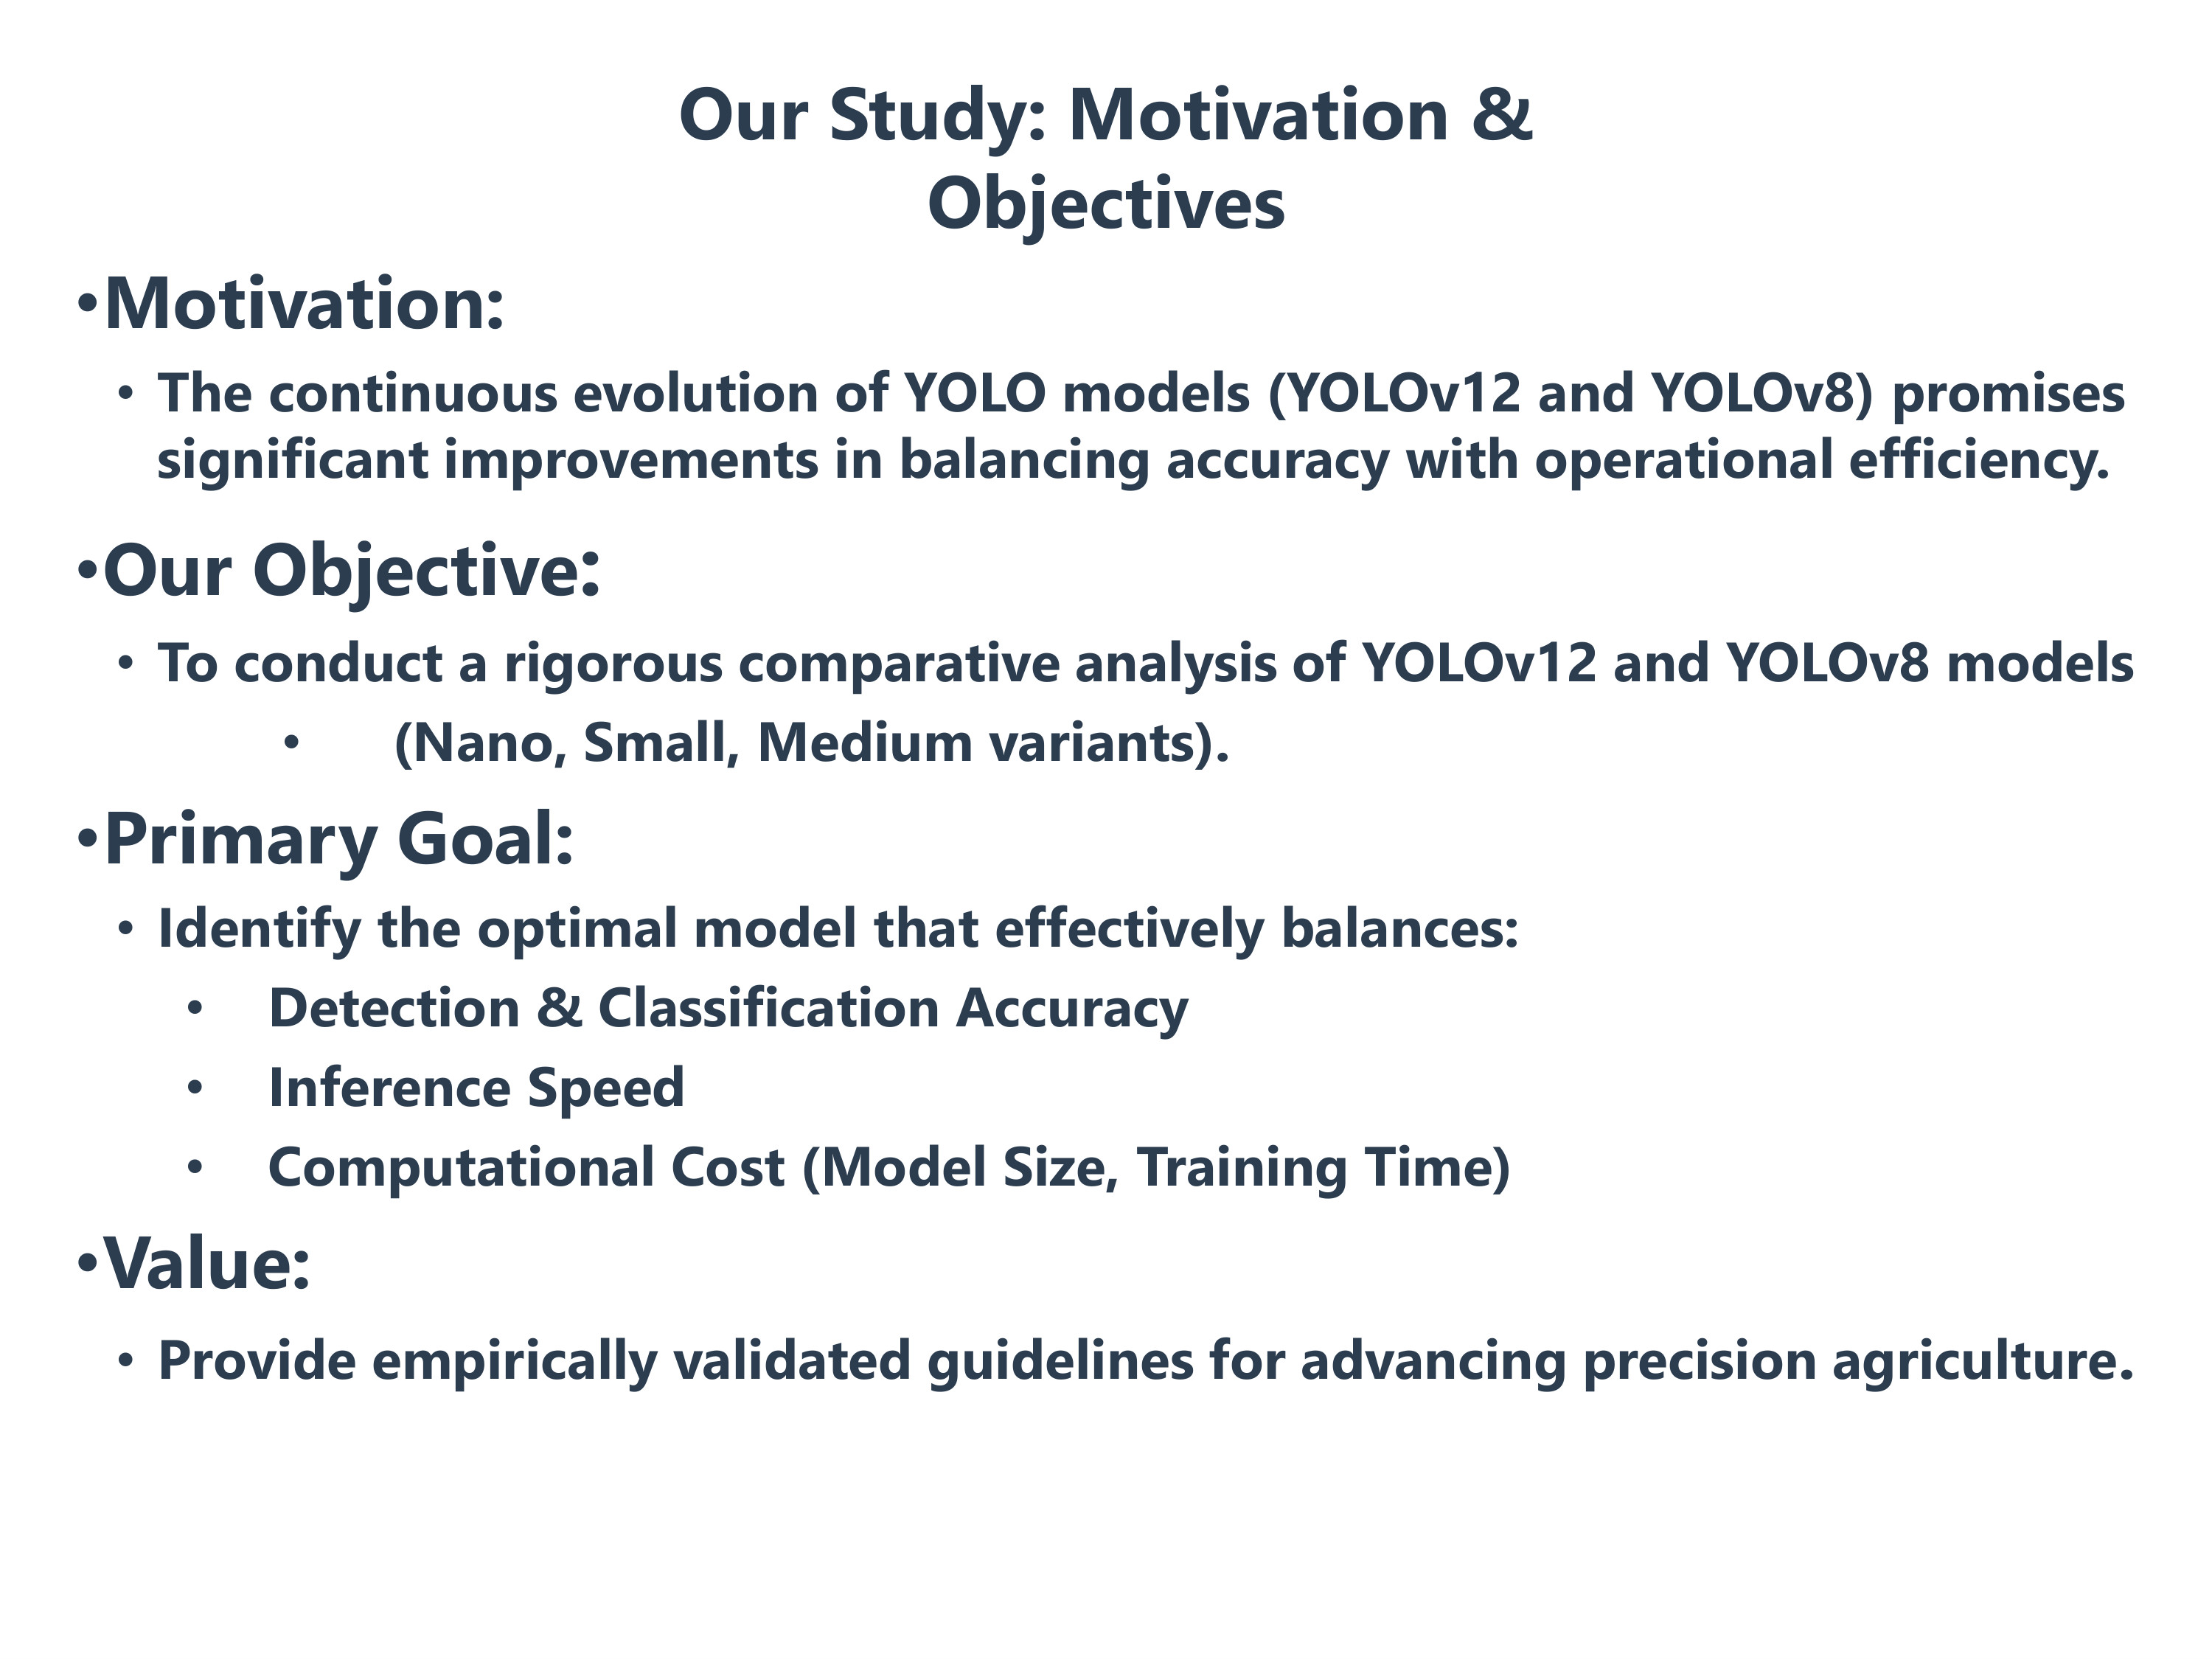 Our Study: Motivation &
Objectives
•Motivation:
• The continuous evolution of YOLO models (YOLOv12 and YOLOv8) promises
significant improvements in balancing accuracy with operational efficiency.
•Our Objective:
• To conduct a rigorous comparative analysis of YOLOv12 and YOLOv8 models
• (Nano, Small, Medium variants).
•Primary Goal:
• Identify the optimal model that effectively balances:
• Detection & Classification Accuracy
• Inference Speed
• Computational Cost (Model Size, Training Time)
•Value:
• Provide empirically validated guidelines for advancing precision agriculture.